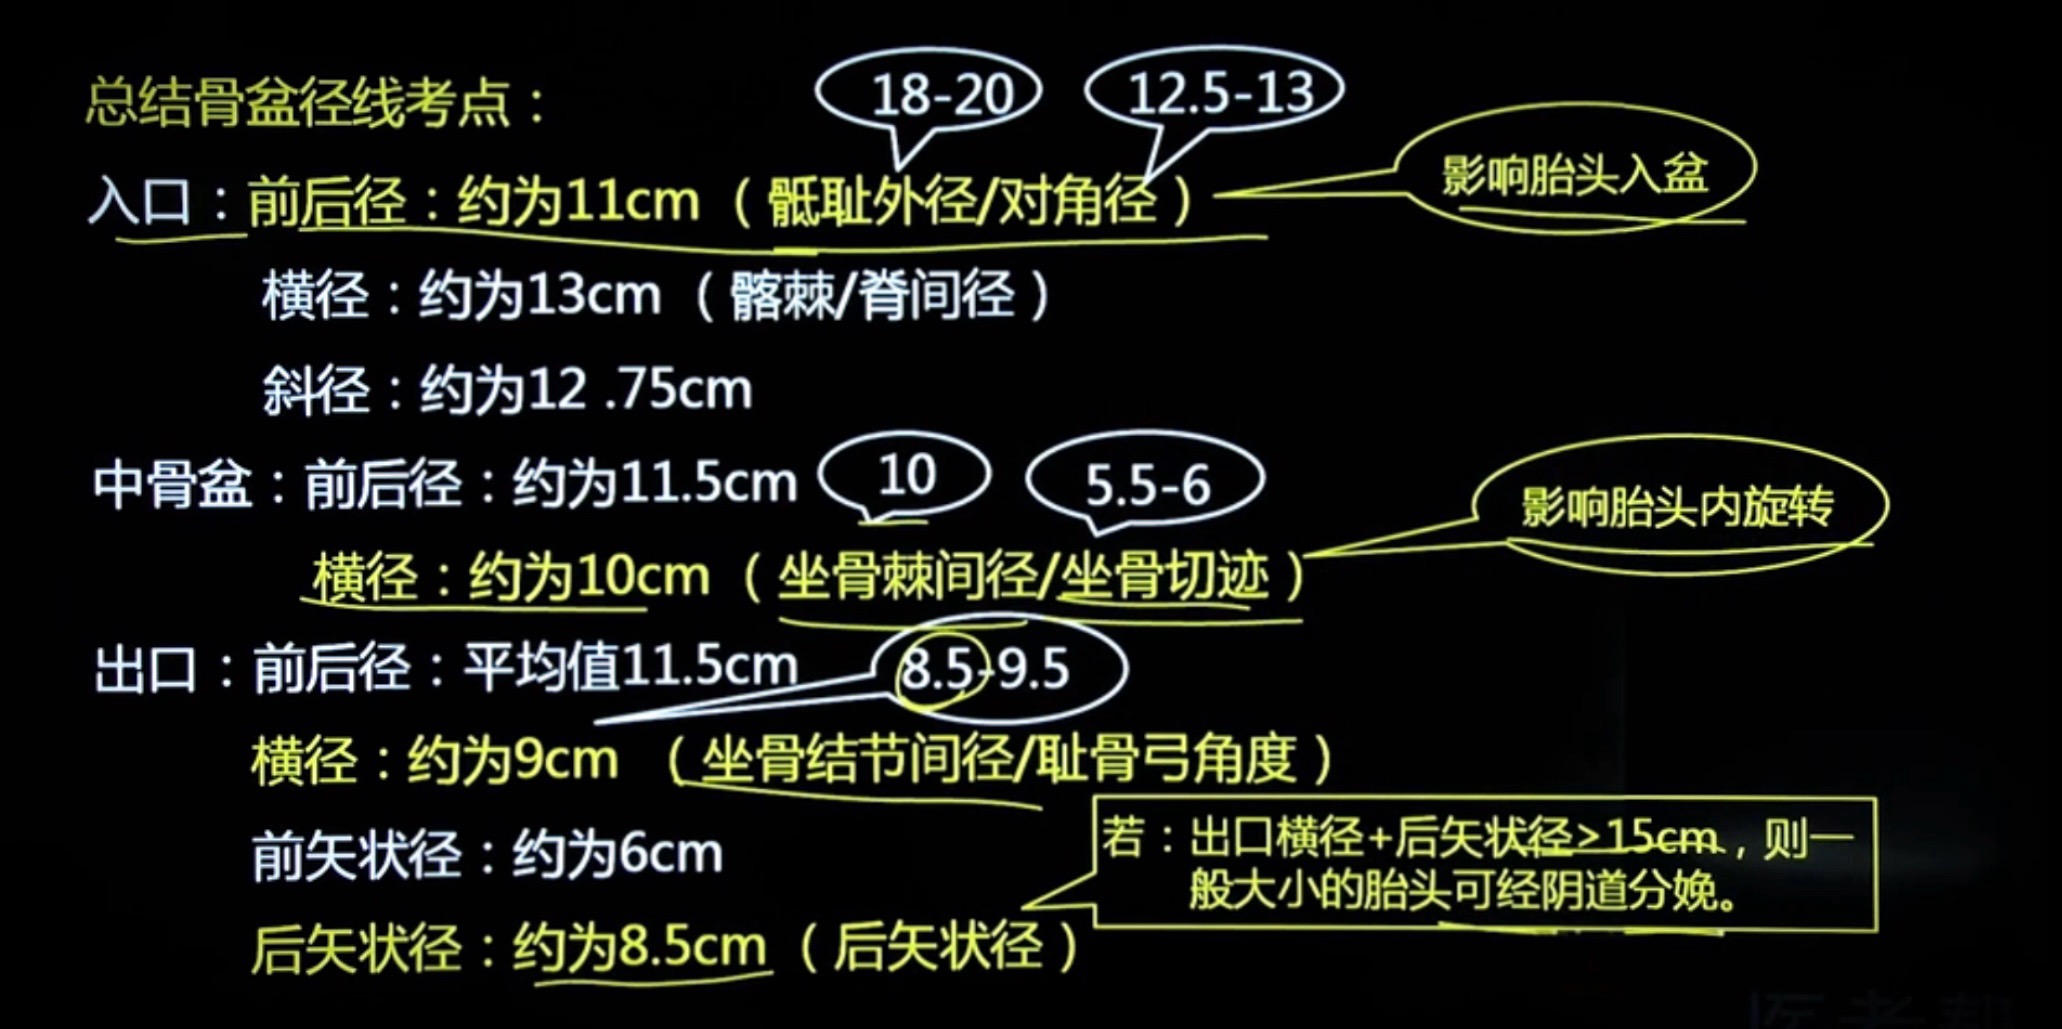 总结骨盆径线考点：
18-20
12.5-13
入口：前后径：约为11cm（骶耻外径/对角径）
影响胎头入盆
横径：约为13cm（髂棘/脊间径）
斜径：约为12 .75cm
中骨盆：前后径：约为11.5cm
10
5.5-6
横径：约为10cm（坐骨棘间径/坐骨切迹）
影响胎头内旋转
出口：前后径：平均值11.5cm
8.5-9.5
横径：约为9cm （坐骨结节间径/耻骨弓角度）
前矢状径：约为6cm
若：出口横径+后矢状径>15cm，则一
般大小的胎头可经阴道分娩。
后矢状径：约为8.5cm（后矢状径）